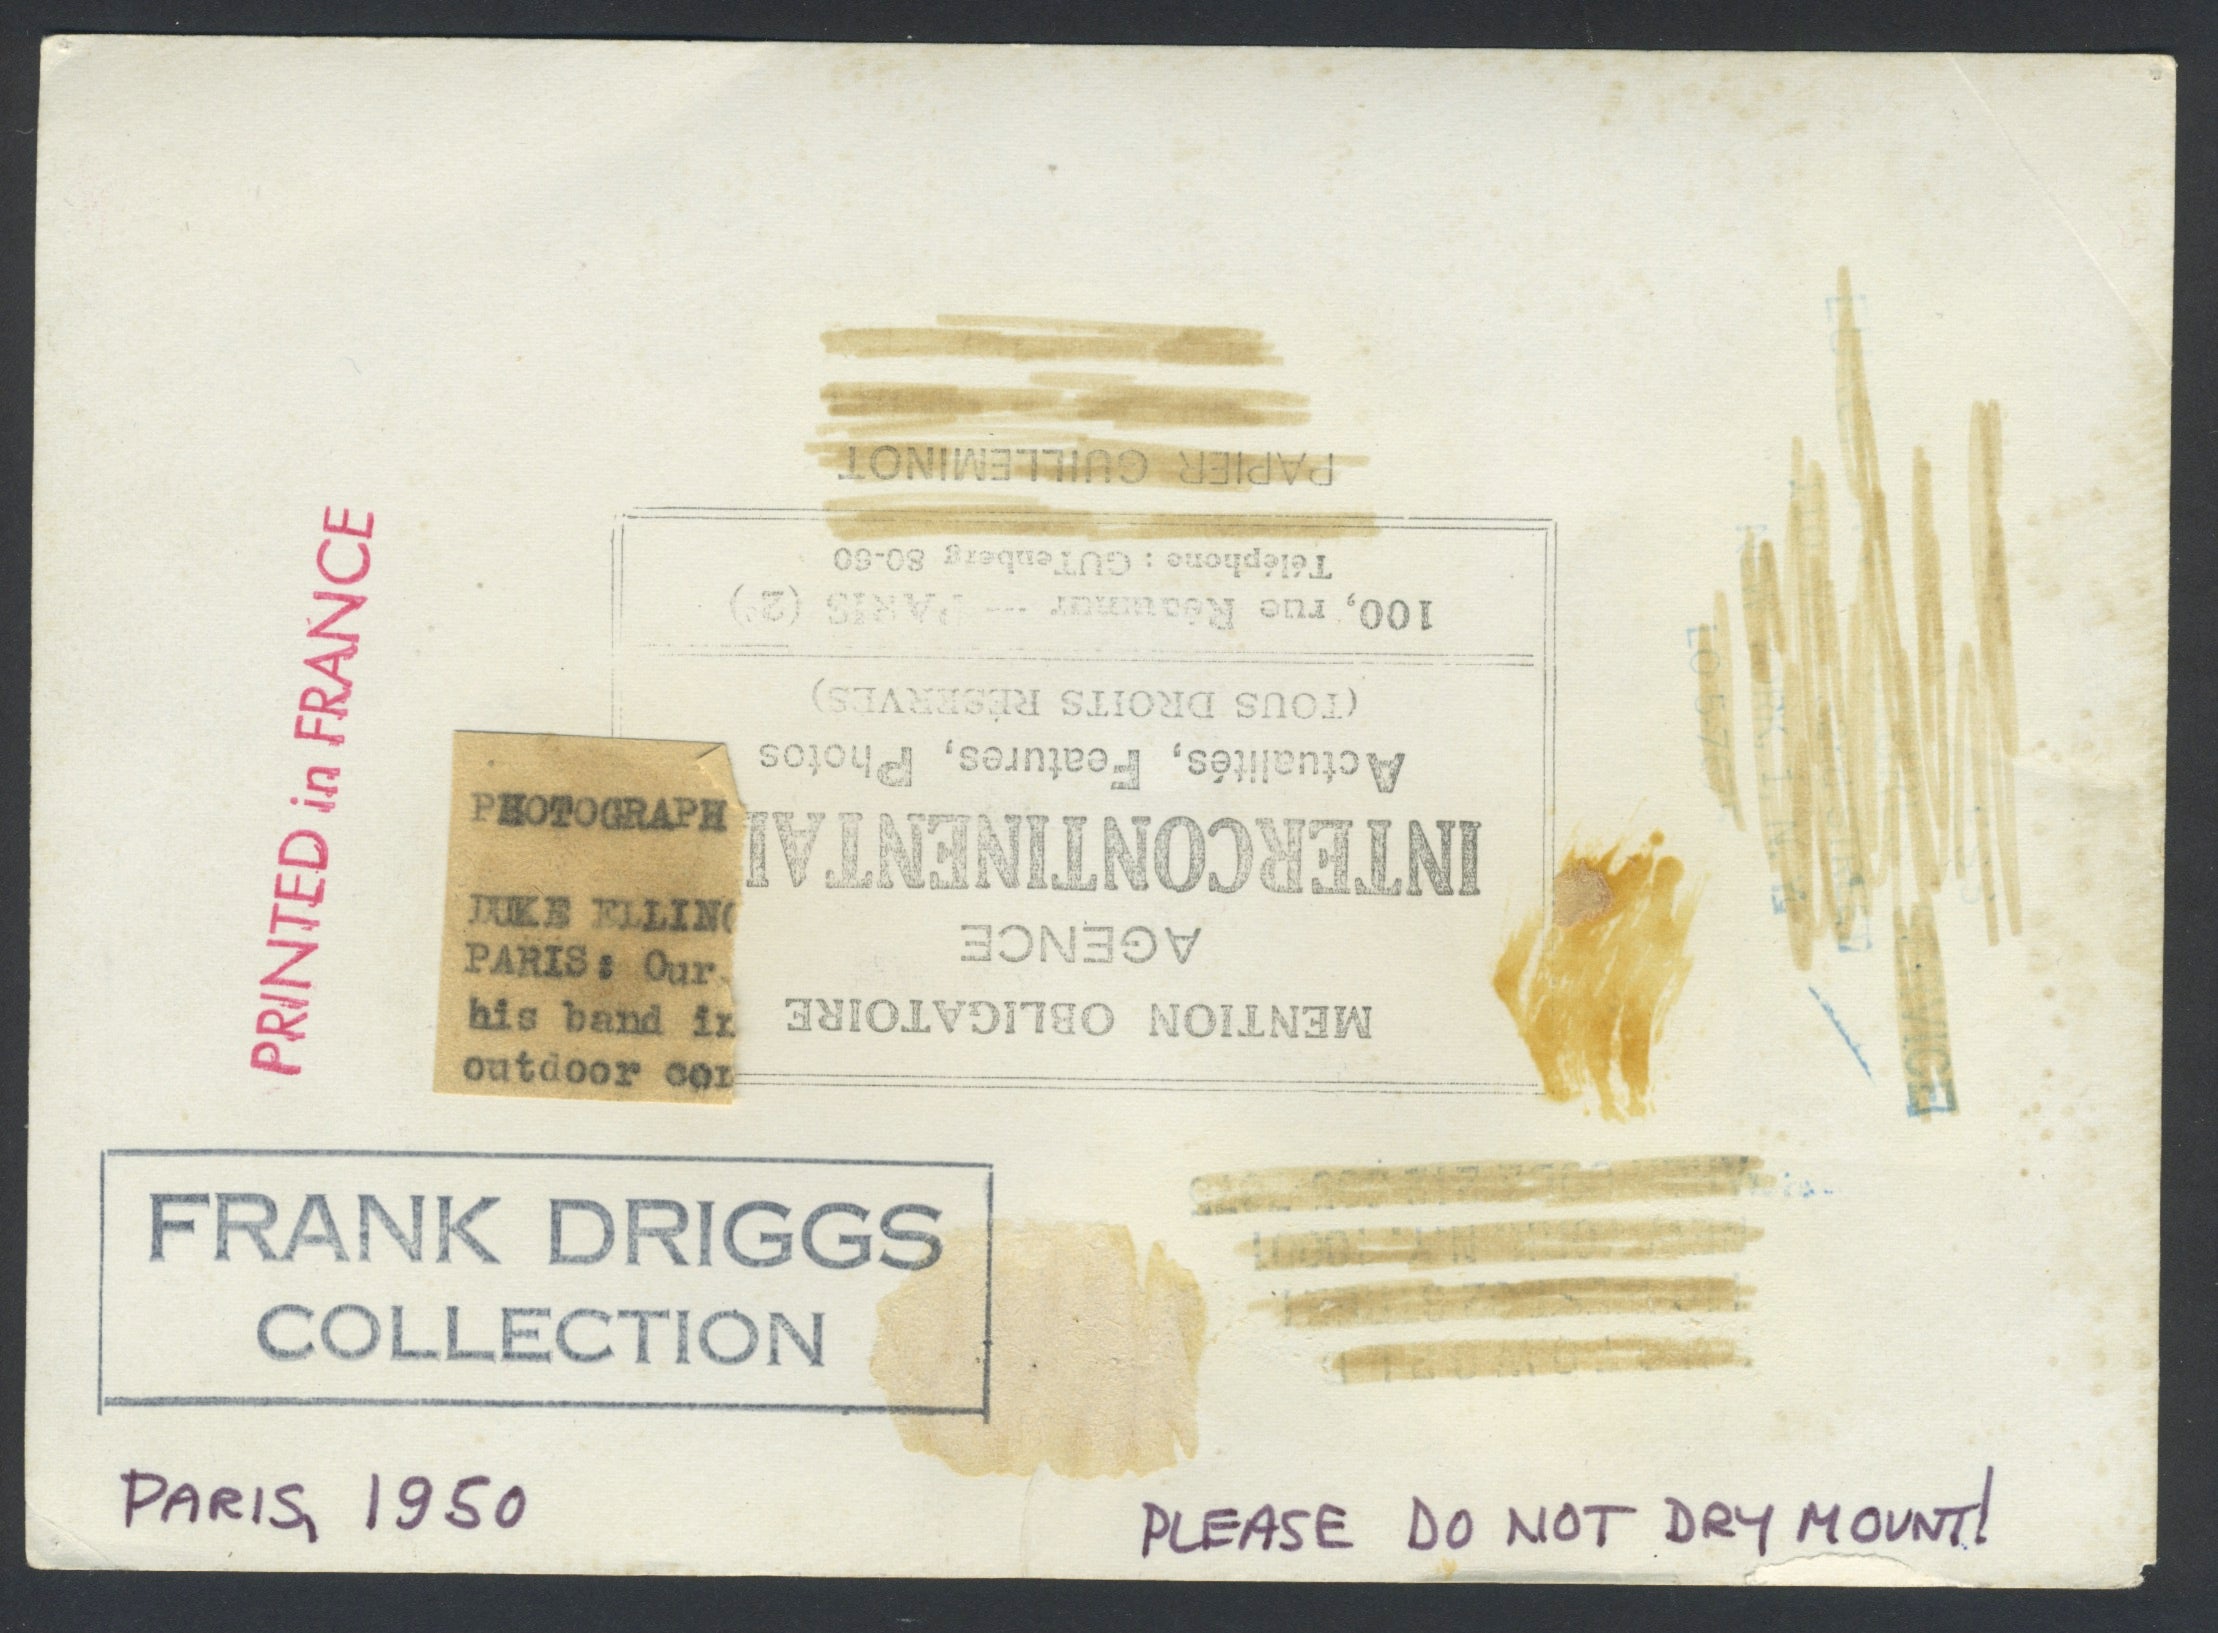 PRINTED in FRANCE
PHOTOGRAPH
DUKE ELLING
PARIS: Our
his band in
outdoor con
MENTION OBLIGATOIRE
AGENCE
INTERCONTINENTAL
Actualités, Features, Photos
(TOUS DROITS RÉSERVÉS)
100, rue Réaumur — PARIS (2e)
Téléphone : GUTenberg 80-60
PAPIER GUILLEMINOT
FRANK DRIGGS
COLLECTION
PARIS, 1950
PLEASE DO NOT DRY MOUNT!